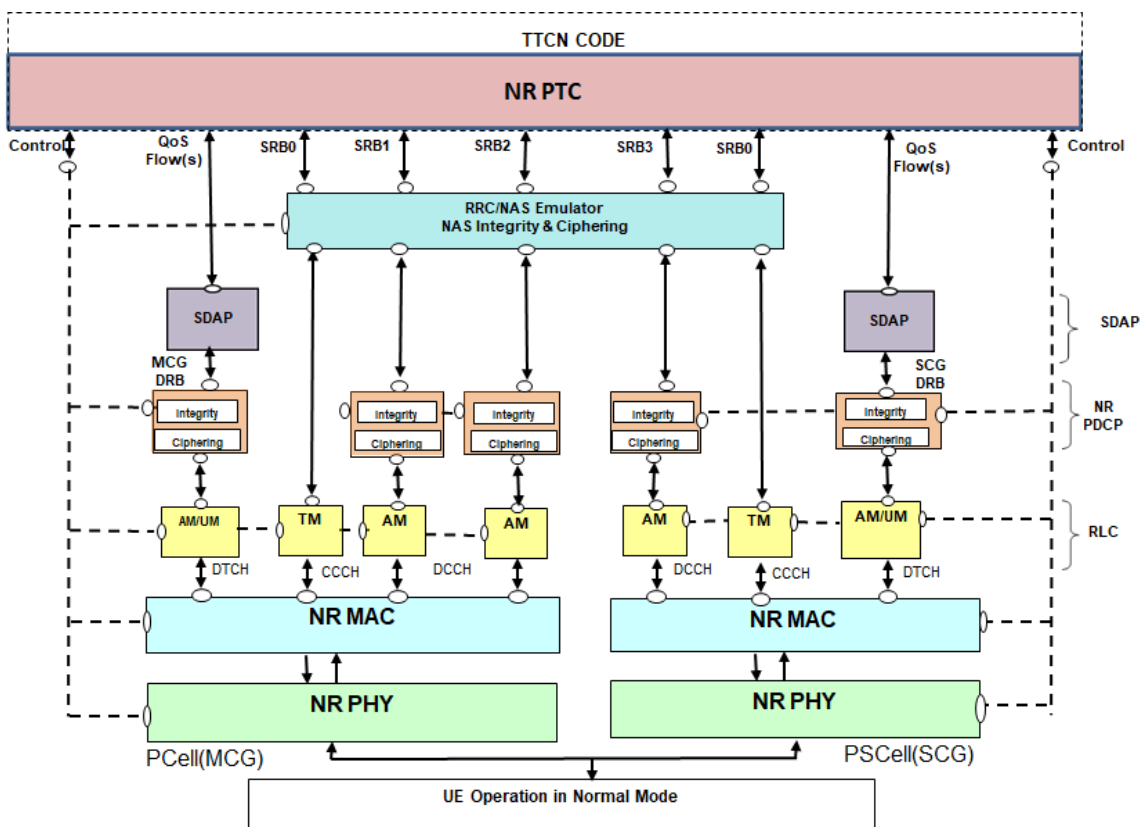 TTCN CODE
NR PTC
Control
QoS
Flow(s)
SRB0
SRB1
SRB2
SRB3
SRB0
QoS
Flow(s)
Control
RRC/NAS Emulator
NAS Integrity & Ciphering
SDAP
SDAP
SDAP
MCG
DRB
SCG
DRB
Integrity
Ciphering
Integrity
Ciphering
Integrity
Ciphering
Integrity
Ciphering
Integrity
Ciphering
NR
PDCP
AM/UM
TM
AM
AM
AM
TM
AM/UM
RLC
DTCH
CCCH
DCCH
DCCH
CCCH
DTCH
NR MAC
NR MAC
NR PHY
NR PHY
PCell(MCG)
PSCell(SCG)
UE Operation in Normal Mode